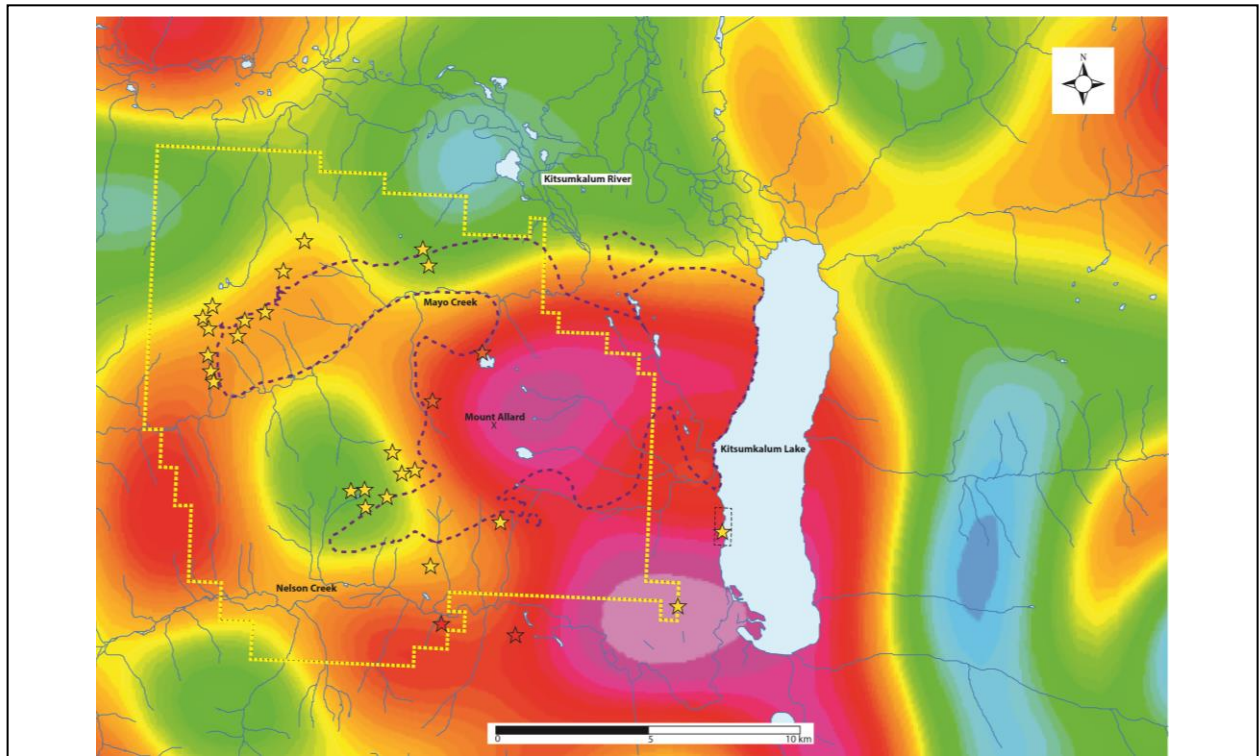 N
Kitsumkalum River
Mayo Creek
Mount Allard
X
Kitsumkalum Lake
Nelson Creek
0 5 10 km